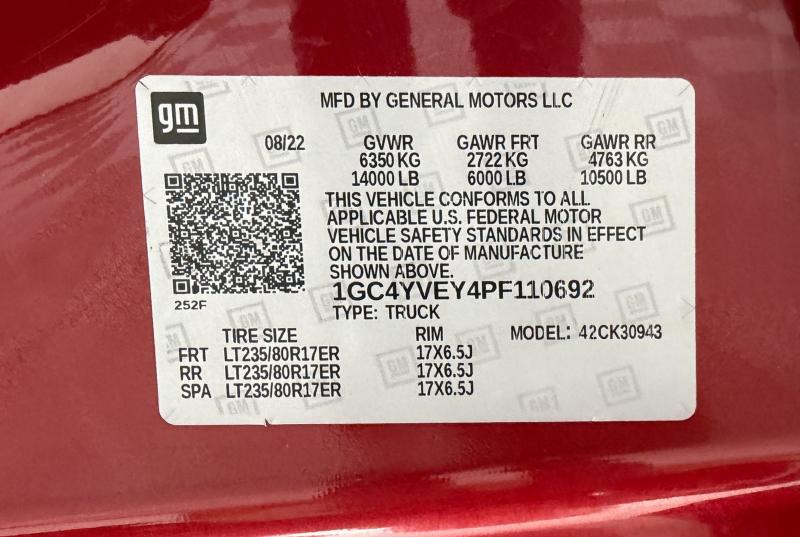 gm
MFD BY GENERAL MOTORS LLC
08/22 GVWR GAWR FRT GAWR RR
6350 KG 2722 KG 4763 KG
14000 LB 6000 LB 10500 LB
THIS VEHICLE CONFORMS TO ALL
APPLICABLE U.S. FEDERAL MOTOR
VEHICLE SAFETY STANDARDS IN EFFECT
ON THE DATE OF MANUFACTURE
SHOWN ABOVE.
252F
1GC4YVEY4PF110692
TYPE: TRUCK
TIRE SIZE RIM MODEL: 42CK30943
FRT LT235/80R17ER 17X6.5J
RR LT235/80R17ER 17X6.5J
SPA LT235/80R17ER 17X6.5J